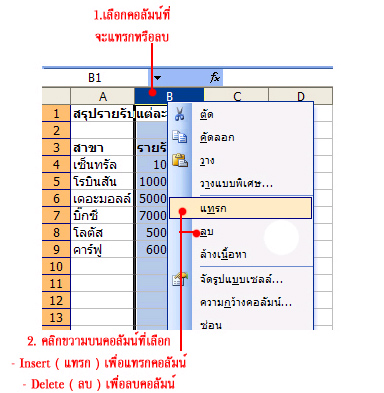 1.เลือกคอลัมน์ที่
จะแทรกหรือลบ
B1
fx
A B C D
1 สรุปรายรับ แต่ละ
2
3 สาขา รายรั
4 เซ็นทรัล 10
5 โรบินสัน 1000
6 เดอะมอลล์ 5000
7 บิ๊กซี 7000
8 โลตัส 500
9 คาร์ฟู 600
10
11
12
13
ตัด
คัดลอก
วาง
วางแบบพิเศษ...
แทรก
ลบ
ล้างเนื้อหา
จัดรูปแบบเซลล์...
ความกว้างคอลัมน์...
ซ่อน
2. คลิกขวามบนคอลัมน์ที่เลือก
- Insert ( แทรก ) เพื่อแทรกคอลัมน์
- Delete ( ลบ ) เพื่อลบคอลัมน์